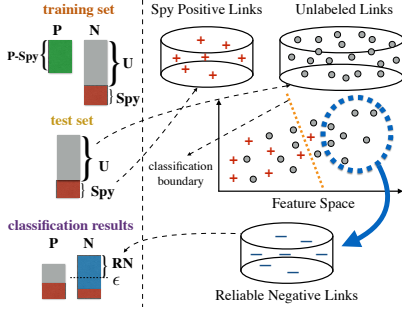 training set
P N
P-Spy
U
Spy
test set
U
Spy
classification results
P N
RN
ϵ
Spy Positive Links
Unlabeled Links
classification
boundary
Feature Space
Reliable Negative Links